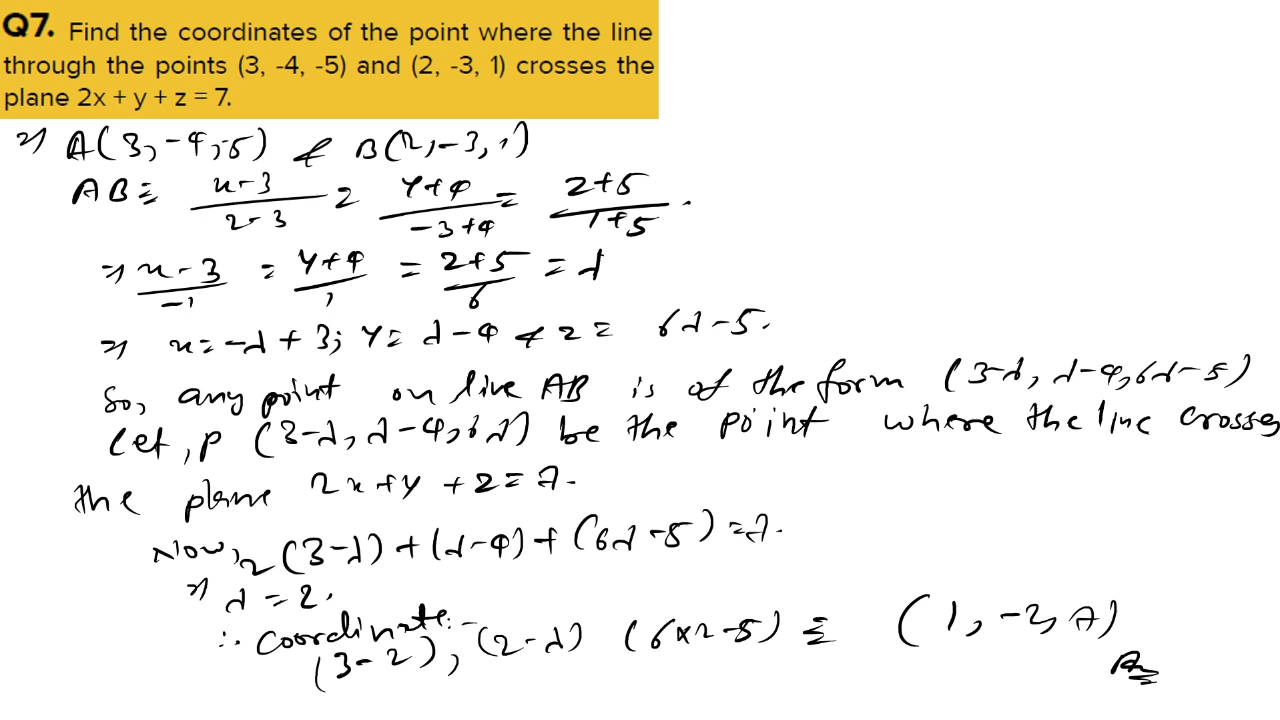 Q7. Find the coordinates of the point where the line
through the points (3, -4, -5) and (2, -3, 1) crosses the
plane 2x + y + z = 7.
⇒ A(3, -4, -5) & B(2, -3, 1)
AB ≡ x-3/2-3 = y+4/-3+4 = z+5/1+5.
⇒ x-3/-1 = y+4/1 = z+5/6 = λ
⇒ x = -λ + 3; y = λ - 4 & z = 6λ - 5.
So, any point on line AB is of the form (3-λ, λ-4, 6λ-5)
Let, P (3-λ, λ-4, 6λ) be the point where the line crosses
the plane 2x + y + z = 7.
Now, 2(3-λ) + (λ-4) + (6λ-5) = 7.
⇒ λ = 2.
∴ Coordinate:-
(3-2), (2-λ) (6×2-5) ≡ (1, -2, 7)
Ans